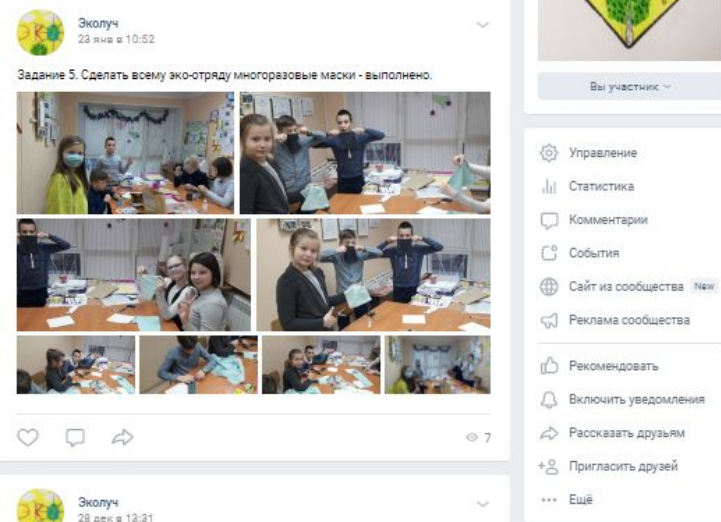 Эколуч
23 янв в 10:52
Задание 5. Сделать всему эко-отряду многоразовые маски - выполнено.
7
Эколуч
28 дек в 13:31
Вы участник
Управление
Статистика
Комментарии
События
Сайт из сообщества New
Реклама сообщества
Рекомендовать
Включить уведомления
Рассказать друзьям
Пригласить друзей
Ещё